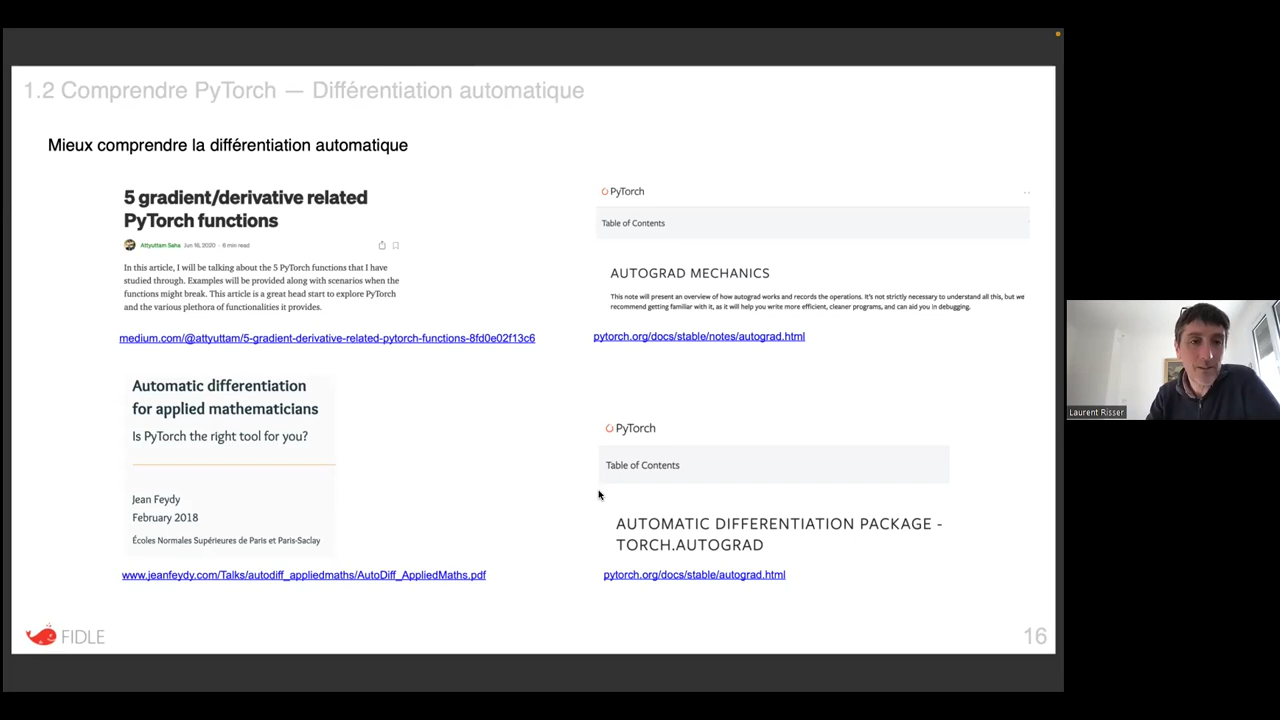 1.2 Comprendre PyTorch — Différentiation automatique
Mieux comprendre la différentiation automatique
5 gradient/derivative related
PyTorch functions
Attyuttam Saha Jun 16, 2020 · 6 min read
In this article, I will be talking about the 5 PyTorch functions that I have
studied through. Examples will be provided along with scenarios when the
functions might break. This article is a great head start to explore PyTorch
and the various plethora of functionalities it provides.
medium.com/@attyuttam/5-gradient-derivative-related-pytorch-functions-8fd0e02f13c6
PyTorch
Table of Contents
AUTOGRAD MECHANICS
This note will present an overview of how autograd works and records the operations. It's not strictly necessary to understand all this, but we
recommend getting familiar with it, as it will help you write more efficient, cleaner programs, and can aid you in debugging.
pytorch.org/docs/stable/notes/autograd.html
Automatic differentiation
for applied mathematicians
Is PyTorch the right tool for you?
Jean Feydy
February 2018
Écoles Normales Supérieures de Paris et Paris-Saclay
www.jeanfeydy.com/Talks/autodiff_appliedmaths/AutoDiff_AppliedMaths.pdf
PyTorch
Table of Contents
AUTOMATIC DIFFERENTIATION PACKAGE -
TORCH.AUTOGRAD
pytorch.org/docs/stable/autograd.html
FIDLE
16
Laurent Risser